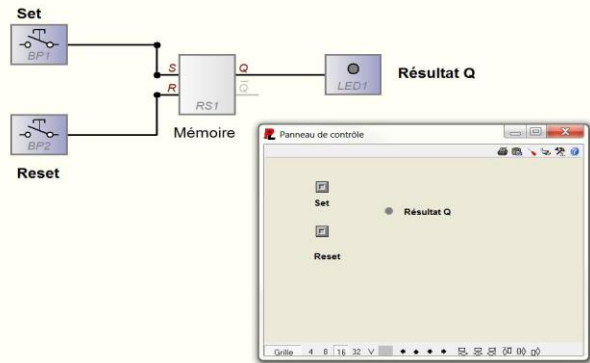 Set
BP1
S
R
Q
Q
RS1
LED1
Résultat Q
BP2
Mémoire
Reset
Panneau de contrôle
Set
Résultat Q
Reset
Grille 4 8 16 32 V